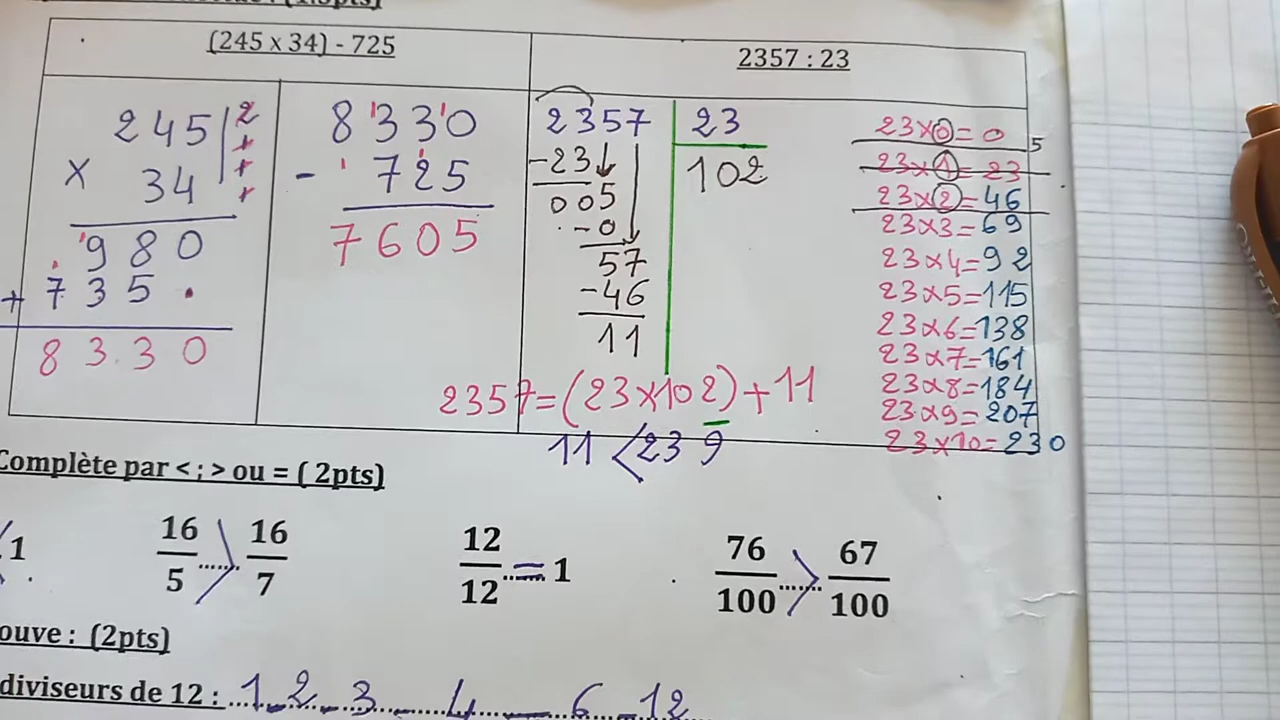 (245 x 34) - 725
2357 : 23
245
x 34
980
+ 735.
8330
8330
- 725
7605
2357 23
-23 102
005
-0
57
-46
11
23x0=0
5
23x1=23
23x2=46
23x3=69
23x4=92
23x5=115
23x6=138
23x7=161
23x8=184
23x9=207
23x10=230
2357=(23x102)+11
11<23 9
Complète par < ; > ou = ( 2pts)
1
16/5 ...>... 16/7
12/12 ...=... 1
76/100 ...>... 67/100
ouve : (2pts)
diviseurs de 12 : ...1-2-3-4-6-12